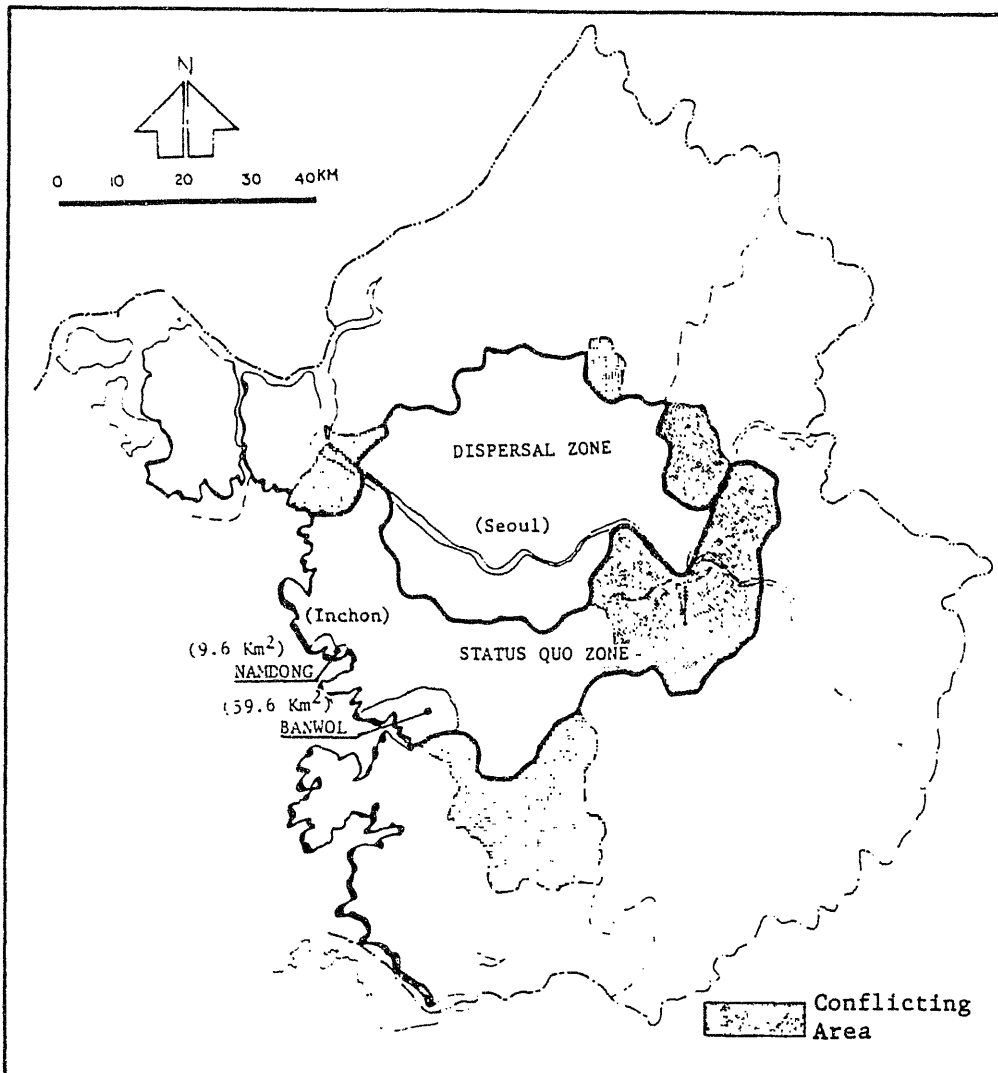 N
0 10 20 30 40KM
DISPERSAL ZONE
(Seoul)
(Inchon)
(9.6 Km²)
NAMDONG
STATUS QUO ZONE
(59.6 Km²)
BANWOL
Conflicting
Area